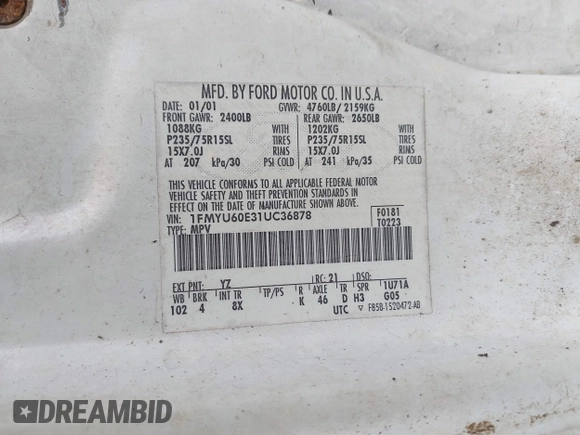 MFD. BY FORD MOTOR CO. IN U.S.A.
DATE: 01/01 GVWR: 4760LB/2159KG
FRONT GAWR: 2400LB REAR GAWR: 2650LB
1088KG WITH 1202KG WITH
P235/75R15SL TIRES P235/75R15SL TIRES
15X7.0J RIMS 15X7.0J RIMS
AT 207 kPa/30 PSI COLD AT 241 kPa/35 PSI COLD
THIS VEHICLE CONFORMS TO ALL APPLICABLE FEDERAL MOTOR
VEHICLE SAFETY AND THEFT PREVENTION STANDARDS IN
EFFECT ON THE DATE OF MANUFACTURE SHOWN ABOVE.
VIN: 1FMYU60E31UC36878 F0181
TYPE: MPV T0223
EXT PNT: YZ RC: 21 DSO:
WB BRK INT TR TP/PS R AXLE TR SPR 1U71A
102 4 8X K 46 D H3 G05
UTC ▽ F85B-1520472-AB
DREAMBID